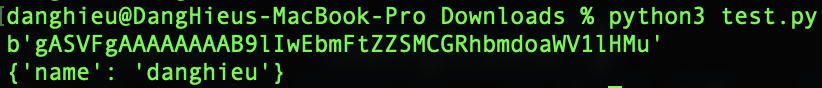 danghieu@DangHieus-MacBook-Pro Downloads % python3 test.py
b'gASVFgAAAAAAAAB9lIwEbmFtZZSMCGRhbmdoaWV1lHMu'
{'name': 'danghieu'}